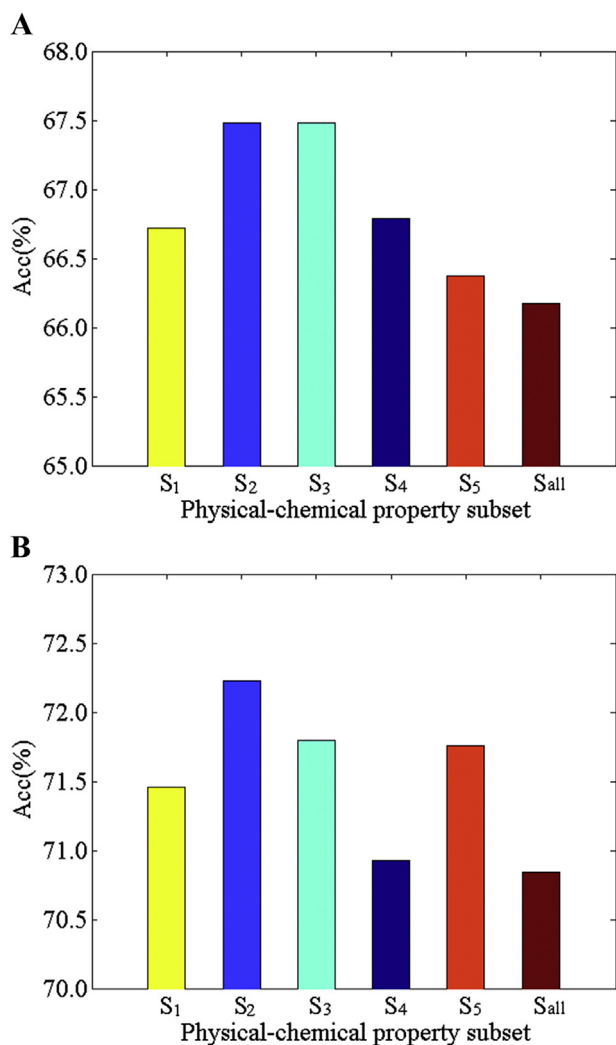 A
68.0
67.5
67.0
66.5
66.0
65.5
65.0
Acc(%)
S1 S2 S3 S4 S5 Sall
Physical-chemical property subset
B
73.0
72.5
72.0
71.5
71.0
70.5
70.0
Acc(%)
S1 S2 S3 S4 S5 Sall
Physical-chemical property subset